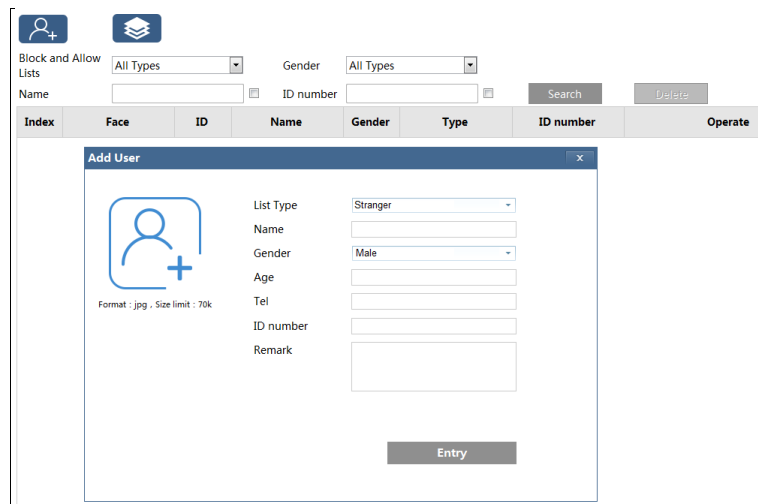 Block and Allow Lists All Types Gender All Types
Name ID number Search Delete
Index Face ID Name Gender Type ID number Operate
Add User x
List Type Stranger
Name
Gender Male
Age
Format : jpg , Size limit : 70k Tel
ID number
Remark
Entry